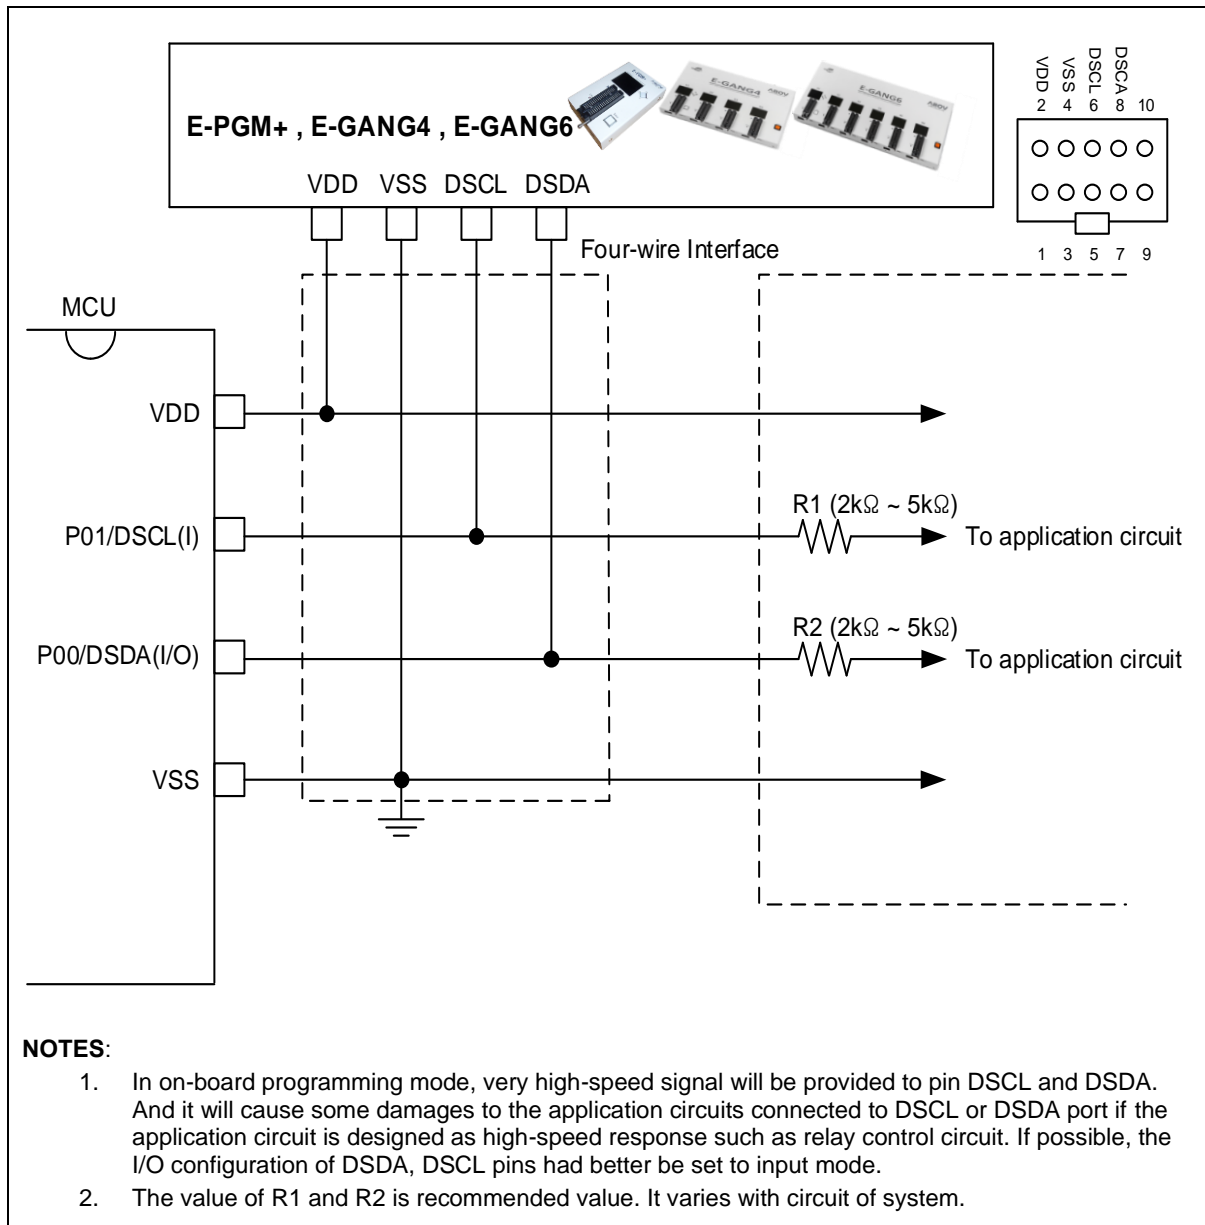 E-PGM+ , E-GANG4 , E-GANG6
E-GANG4
E-GANG6
VDD VSS DSCL DSDA
VDD
VSS
DSCL
DSCA
2 4 6 8 10
1 3 5 7 9
Four-wire Interface
MCU
VDD
R1 (2kΩ ~ 5kΩ)
P01/DSCL(I)
To application circuit
R2 (2kΩ ~ 5kΩ)
P00/DSDA(I/O)
To application circuit
VSS
NOTES:
1. In on-board programming mode, very high-speed signal will be provided to pin DSCL and DSDA.
And it will cause some damages to the application circuits connected to DSCL or DSDA port if the
application circuit is designed as high-speed response such as relay control circuit. If possible, the
I/O configuration of DSDA, DSCL pins had better be set to input mode.
2. The value of R1 and R2 is recommended value. It varies with circuit of system.